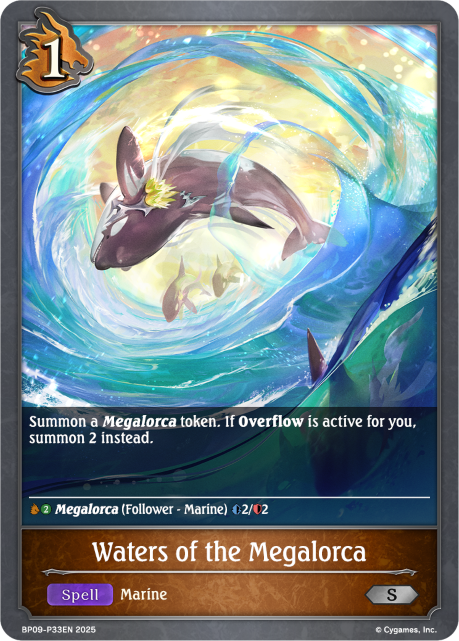 1
Summon a Megalorca token. If Overflow is active for you,
summon 2 instead.
2 Megalorca (Follower - Marine) 2/2
Waters of the Megalorca
Spell Marine S
BP09-P33EN 2025 © Cygames, Inc.